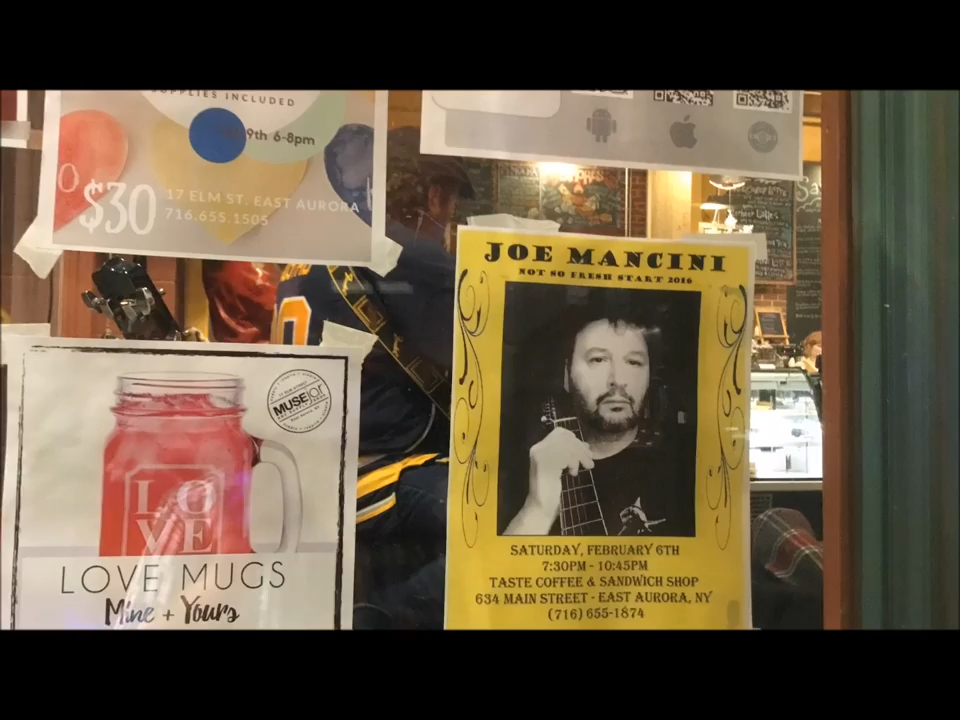 SUPPLIES INCLUDED
9th 6-8pm
$30
17 ELM ST. EAST AURORA
716.655.1505
JOE MANCINI
NOT SO FRESH START 2016
SATURDAY, FEBRUARY 6TH
7:30PM - 10:45PM
TASTE COFFEE & SANDWICH SHOP
634 MAIN STREET - EAST AURORA, NY
(716) 655-1874
MUSEjar
LO
VE
LOVE MUGS
Mine + Yours